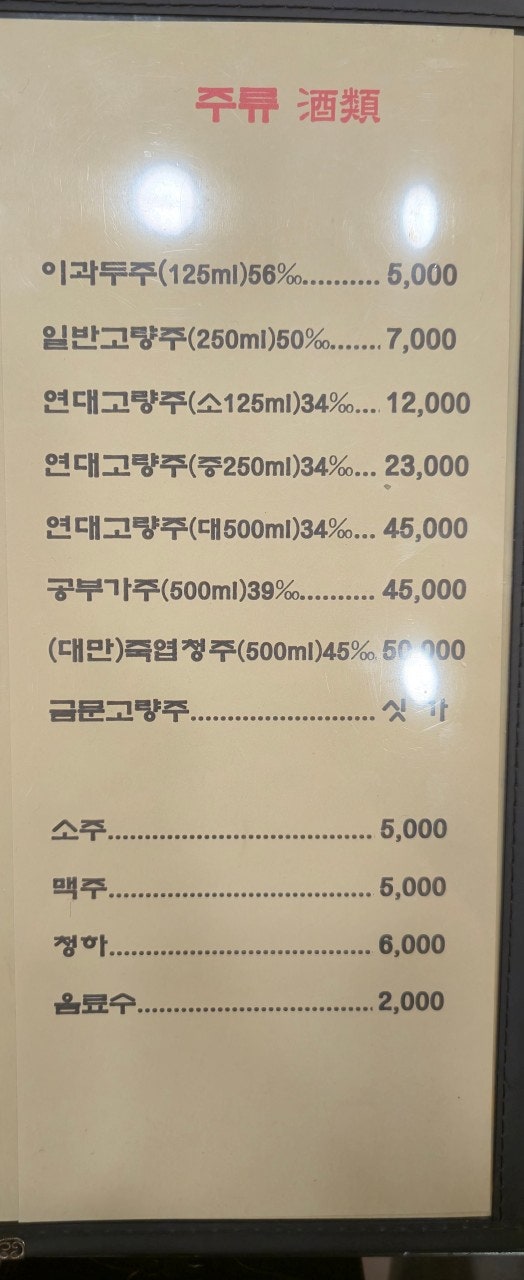 주류 酒類
이과두주(125ml)56‰.......... 5,000
일반고량주(250ml)50‰....... 7,000
연대고량주(소125ml)34‰.... 12,000
연대고량주(중250ml)34‰... 23,000
연대고량주(대500ml)34‰... 45,000
공부가주(500ml)39‰.......... 45,000
(대만)죽엽청주(500ml)45‰. 50,000
금문고량주......................... 싯 가
소주.................................... 5,000
맥주.................................... 5,000
청하.................................... 6,000
음료수................................ 2,000